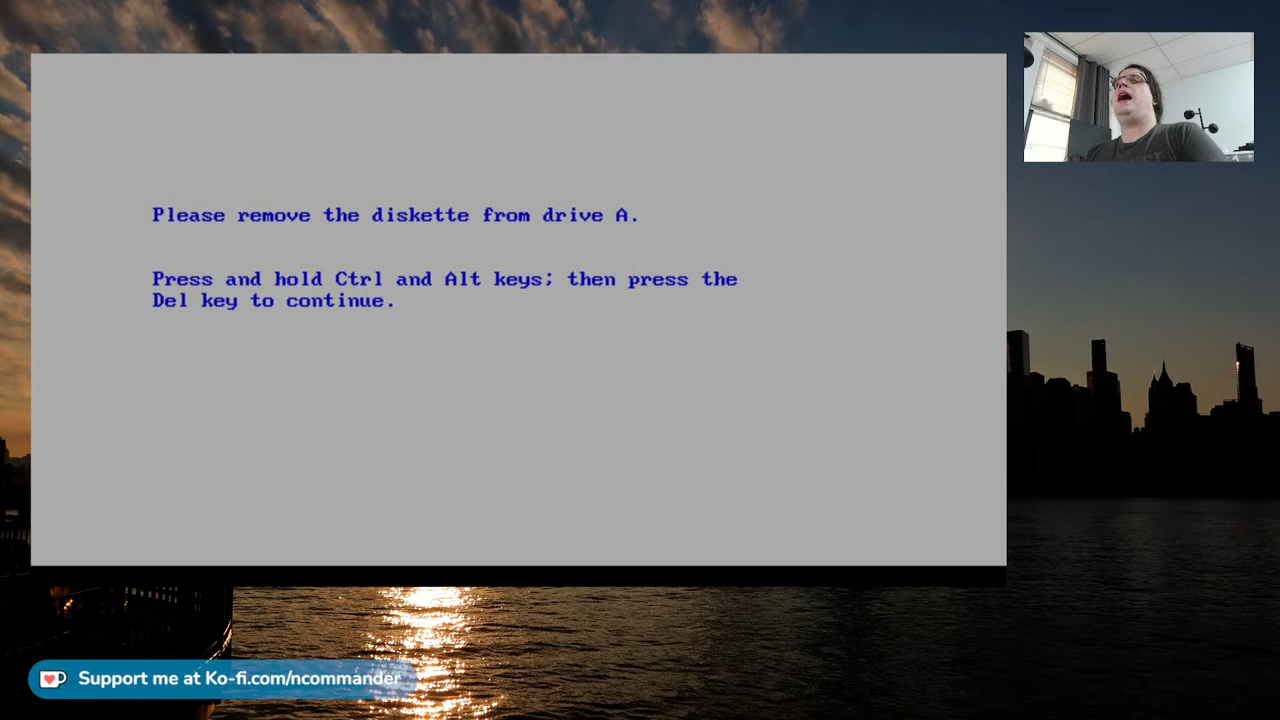 Please remove the diskette from drive A.
Press and hold Ctrl and Alt keys; then press the
Del key to continue.
Support me at Ko-fi.com/ncommander